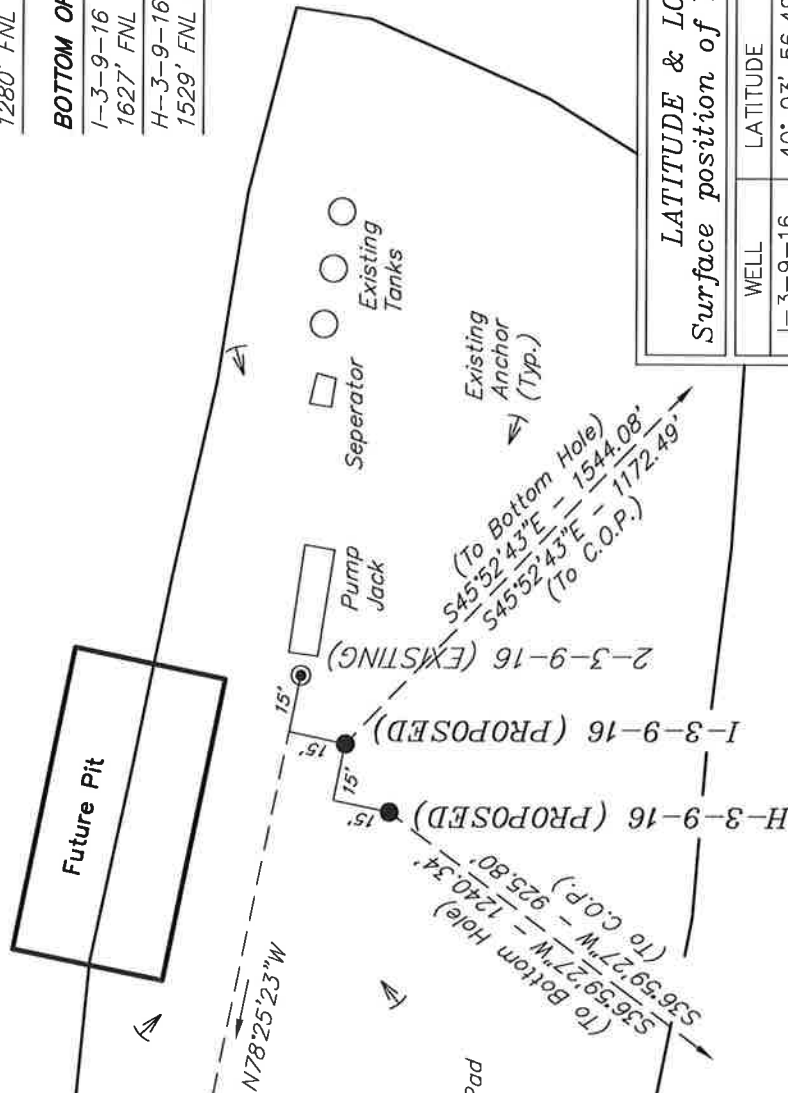 1280' FNL
BOTTOM OF
I-3-9-16
1627' FNL
H-3-9-16
1529' FNL
Future Pit
Existing
Tanks
Seperator
Existing
Anchor
(Typ.)
Pump
Jack
15'
15'
15'
15'
2-3-9-16 (EXISTING)
I-3-9-16 (PROPOSED)
H-3-9-16 (PROPOSED)
(To Bottom Hole)
S45°52'43"E - 1544.08'
S45°52'43"E - 1172.49'
(To C.O.P.)
(To Bottom Hole)
S36°59'27"W - 1240.34'
S36°59'27"W - 925.80'
(To C.O.P.)
N78°25'23"W
Pad
LATITUDE & LO
Surface position of
WELL LATITUDE
I-3-9-16